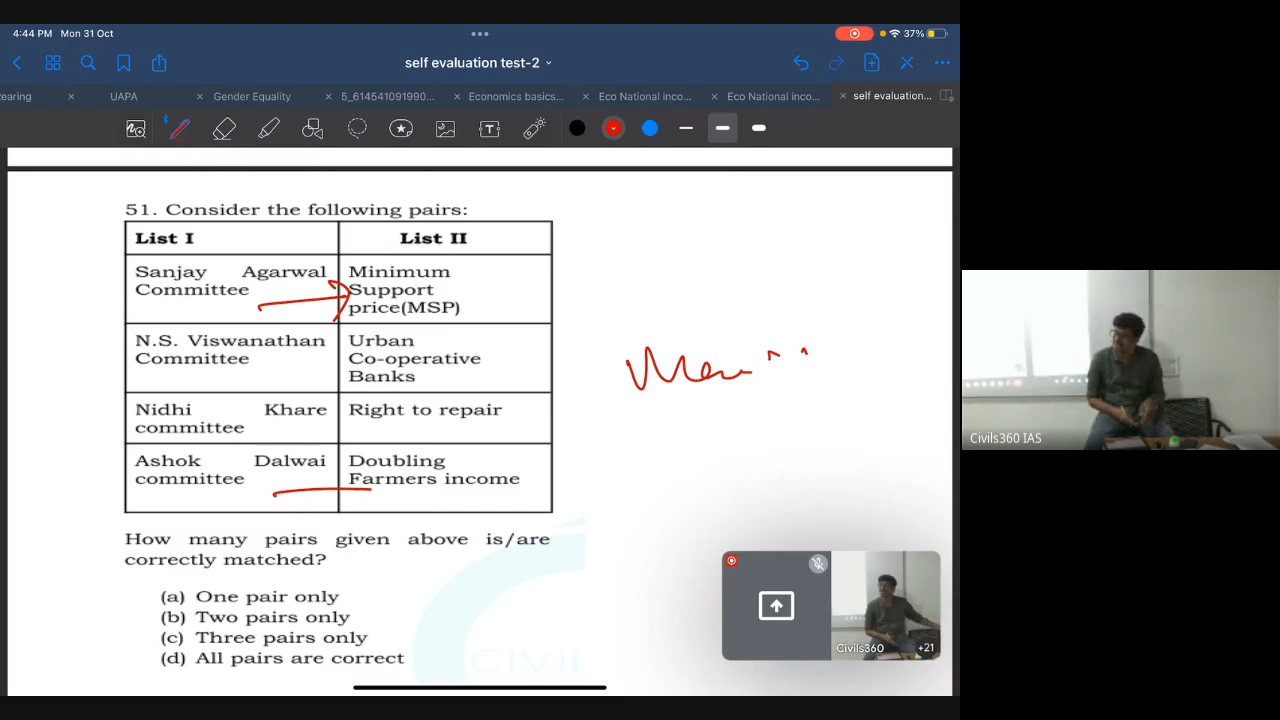 4:44 PM Mon 31 Oct
37%
self evaluation test-2
earing
UAPA
Gender Equality
5_614541091990...
Economics basics...
Eco National inco...
Eco National inco...
self evaluation...
51. Consider the following pairs:
List I List II
Sanjay Agarwal Committee
Minimum Support price(MSP)
N.S. Viswanathan Committee
Urban Co-operative Banks
Nidhi Khare committee
Right to repair
Ashok Dalwai committee
Doubling Farmers income
How many pairs given above is/are
correctly matched?
(a) One pair only
(b) Two pairs only
(c) Three pairs only
(d) All pairs are correct
CIVIL
Civils360
+21
Civils360 IAS